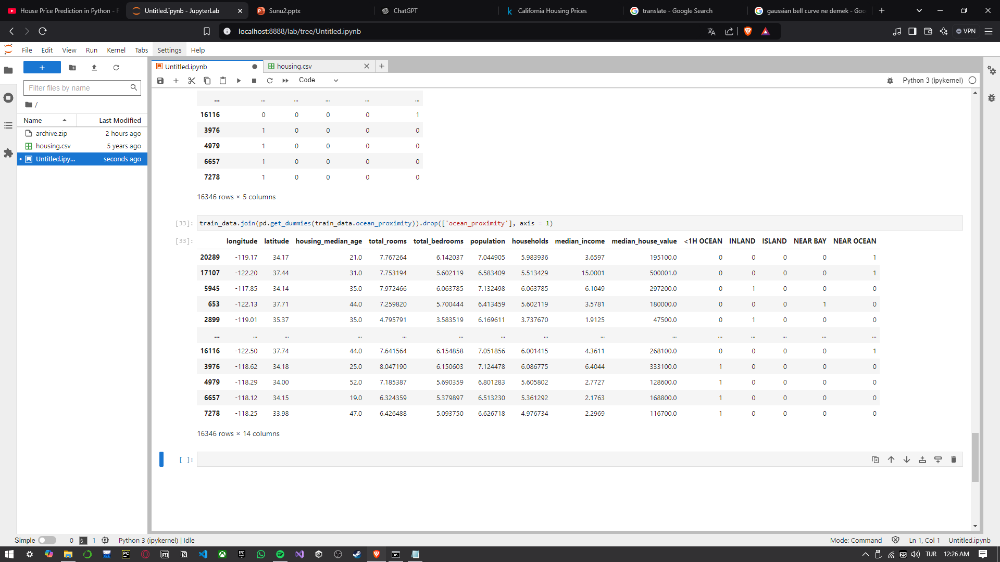 House Price Prediction in Python - F
Untitled.ipynb - JupyterLab
Sunu2.pptx
ChatGPT
California Housing Prices
translate - Google Search
gaussian bell curve ne demek - Goo
localhost:8888/lab/tree/Untitled.ipynb
VPN
File Edit View Run Kernel Tabs Settings Help
Untitled.ipynb
housing.csv
Filter files by name
Code
Python 3 (ipykernel)
/
Name Last Modified
archive.zip 2 hours ago
housing.csv 5 years ago
Untitled.ipy... seconds ago
... ... ... ... ... ...
16116 0 0 0 0 1
3976 1 0 0 0 0
4979 1 0 0 0 0
6657 1 0 0 0 0
7278 1 0 0 0 0
16346 rows × 5 columns
[33]: train_data.join(pd.get_dummies(train_data.ocean_proximity)).drop(['ocean_proximity'], axis = 1)
[33]: longitude latitude housing_median_age total_rooms total_bedrooms population households median_income median_house_value <1H OCEAN INLAND ISLAND NEAR BAY NEAR OCEAN
20289 -119.17 34.17 21.0 7.767264 6.142037 7.044905 5.983936 3.6597 195100.0 0 0 0 0 1
17107 -122.20 37.44 31.0 7.753194 5.602119 6.583409 5.513429 15.0001 500001.0 0 0 0 0 1
5945 -117.85 34.14 35.0 7.972466 6.063785 7.132498 6.063785 6.1049 297200.0 0 1 0 0 0
653 -122.13 37.71 44.0 7.259820 5.700444 6.413459 5.602119 3.5781 180000.0 0 0 0 1 0
2899 -119.01 35.37 35.0 4.795791 3.583519 6.169611 3.737670 1.9125 47500.0 0 1 0 0 0
... ... ... ... ... ... ... ... ... ... ... ... ... ... ...
16116 -122.50 37.74 44.0 7.641564 6.154858 7.051856 6.001415 4.3611 268100.0 0 0 0 0 1
3976 -118.62 34.18 25.0 8.047190 6.150603 7.124478 6.086775 6.4044 333100.0 1 0 0 0 0
4979 -118.29 34.00 52.0 7.185387 5.690359 6.801283 5.605802 2.7727 128600.0 1 0 0 0 0
6657 -118.12 34.15 19.0 6.324359 5.379897 6.513230 5.361292 2.1763 168800.0 1 0 0 0 0
7278 -118.25 33.98 47.0 6.426488 5.093750 6.626718 4.976734 2.2969 116700.0 1 0 0 0 0
16346 rows × 14 columns
[ ]:
Simple 0 1 Python 3 (ipykernel) | Idle Mode: Command Ln 1, Col 1 Untitled.ipynb
TUR 12:26 AM